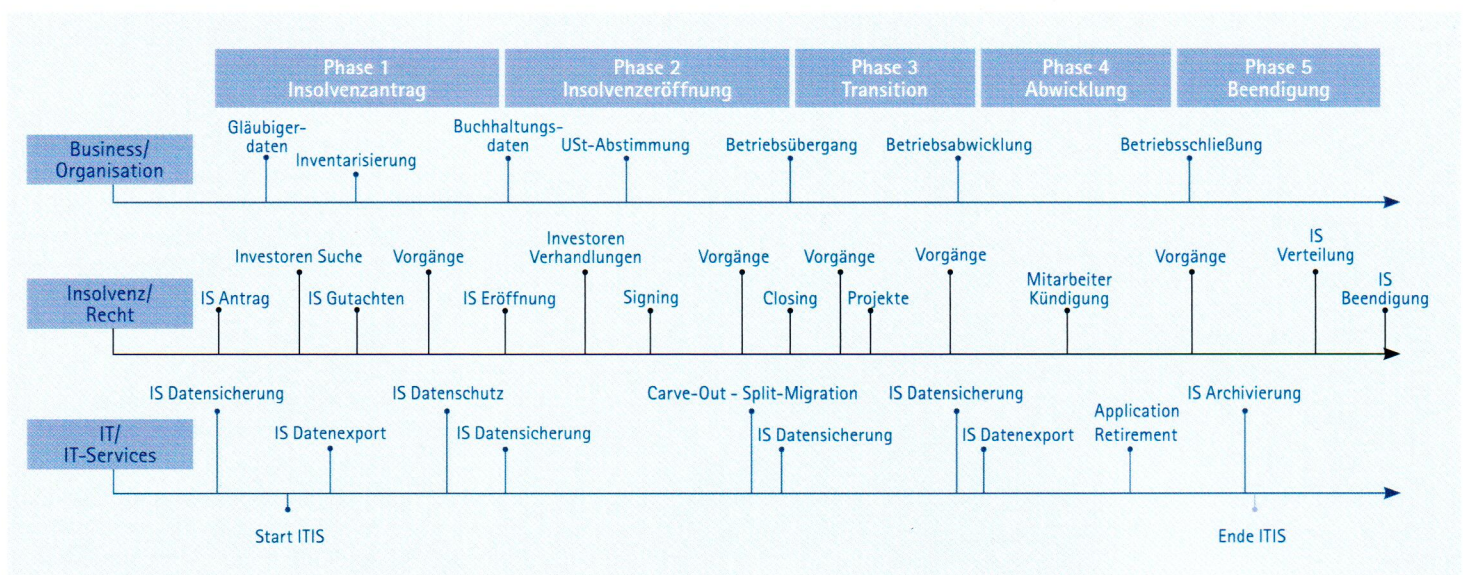 Phase 1
Insolvenzantrag
Phase 2
Insolvenzeröffnung
Phase 3
Transition
Phase 4
Abwicklung
Phase 5
Beendigung
Business/
Organisation
Gläubiger-
daten
Inventarisierung
Buchhaltungs-
daten
USt-Abstimmung
Betriebsübergang
Betriebsabwicklung
Betriebsschließung
Insolvenz/
Recht
IS Antrag
Investoren Suche
IS Gutachten
Vorgänge
IS Eröffnung
Investoren
Verhandlungen
Signing
Vorgänge
Closing
Vorgänge
Projekte
Vorgänge
Mitarbeiter
Kündigung
Vorgänge
IS
Verteilung
IS
Beendigung
IT/
IT-Services
IS Datensicherung
IS Datenexport
IS Datenschutz
IS Datensicherung
Carve-Out - Split-Migration
IS Datensicherung
IS Datensicherung
IS Datenexport
Application
Retirement
IS Archivierung
Start ITIS
Ende ITIS